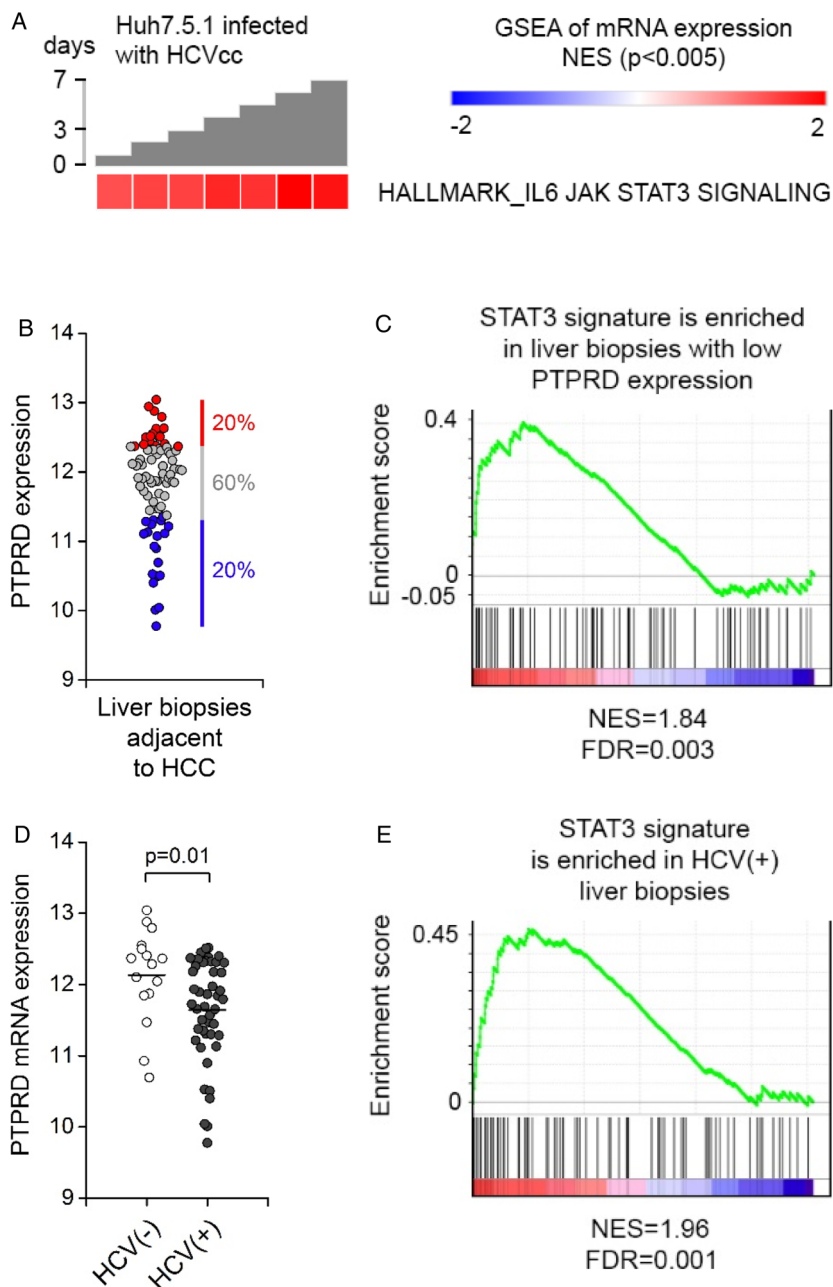 A
Huh7.5.1 infected
with HCVcc
days
7
3
0
GSEA of mRNA expression
NES (p<0.005)
-2
2
HALLMARK_IL6 JAK STAT3 SIGNALING
B
PTPRD expression
14
13
12
11
10
9
20%
60%
20%
Liver biopsies
adjacent
to HCC
C
STAT3 signature is enriched
in liver biopsies with low
PTPRD expression
Enrichment score
0.4
0
-0.05
NES=1.84
FDR=0.003
D
PTPRD mRNA expression
14
13
12
11
10
9
p=0.01
HCV(-)
HCV(+)
E
STAT3 signature
is enriched in HCV(+)
liver biopsies
Enrichment score
0.45
0
NES=1.96
FDR=0.001